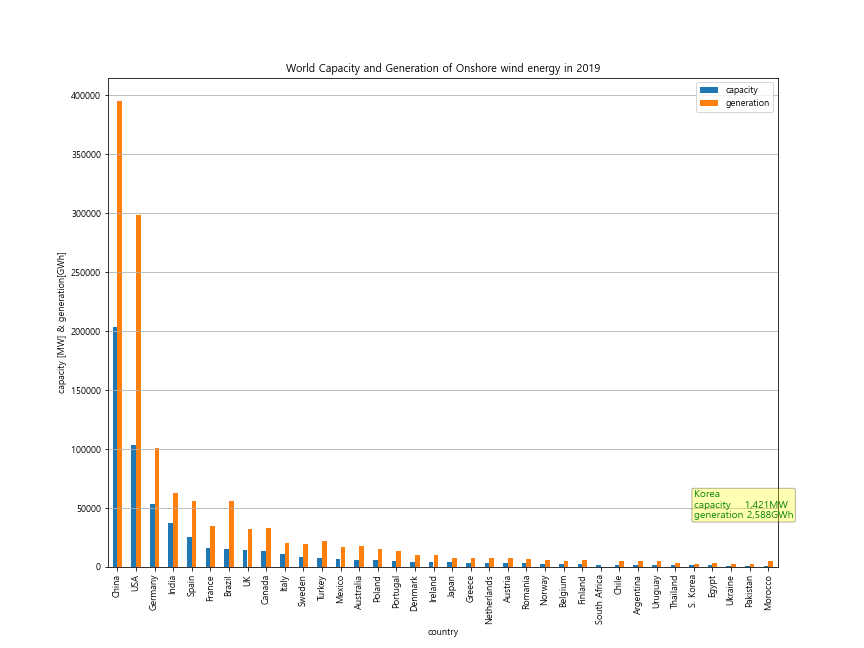 World Capacity and Generation of Onshore wind energy in 2019
capacity
generation
400000
350000
300000
250000
200000
150000
100000
50000
0
capacity [MW] & generation[GWh]
Korea
capacity 1,421MW
generation 2,588GWh
China
USA
Germany
India
Spain
France
Brazil
UK
Canada
Italy
Sweden
Turkey
Mexico
Australia
Poland
Portugal
Denmark
Ireland
Japan
Greece
Netherlands
Austria
Romania
Norway
Belgium
Finland
South Africa
Chile
Argentina
Uruguay
Thailand
S. Korea
Egypt
Ukraine
Pakistan
Morocco
country